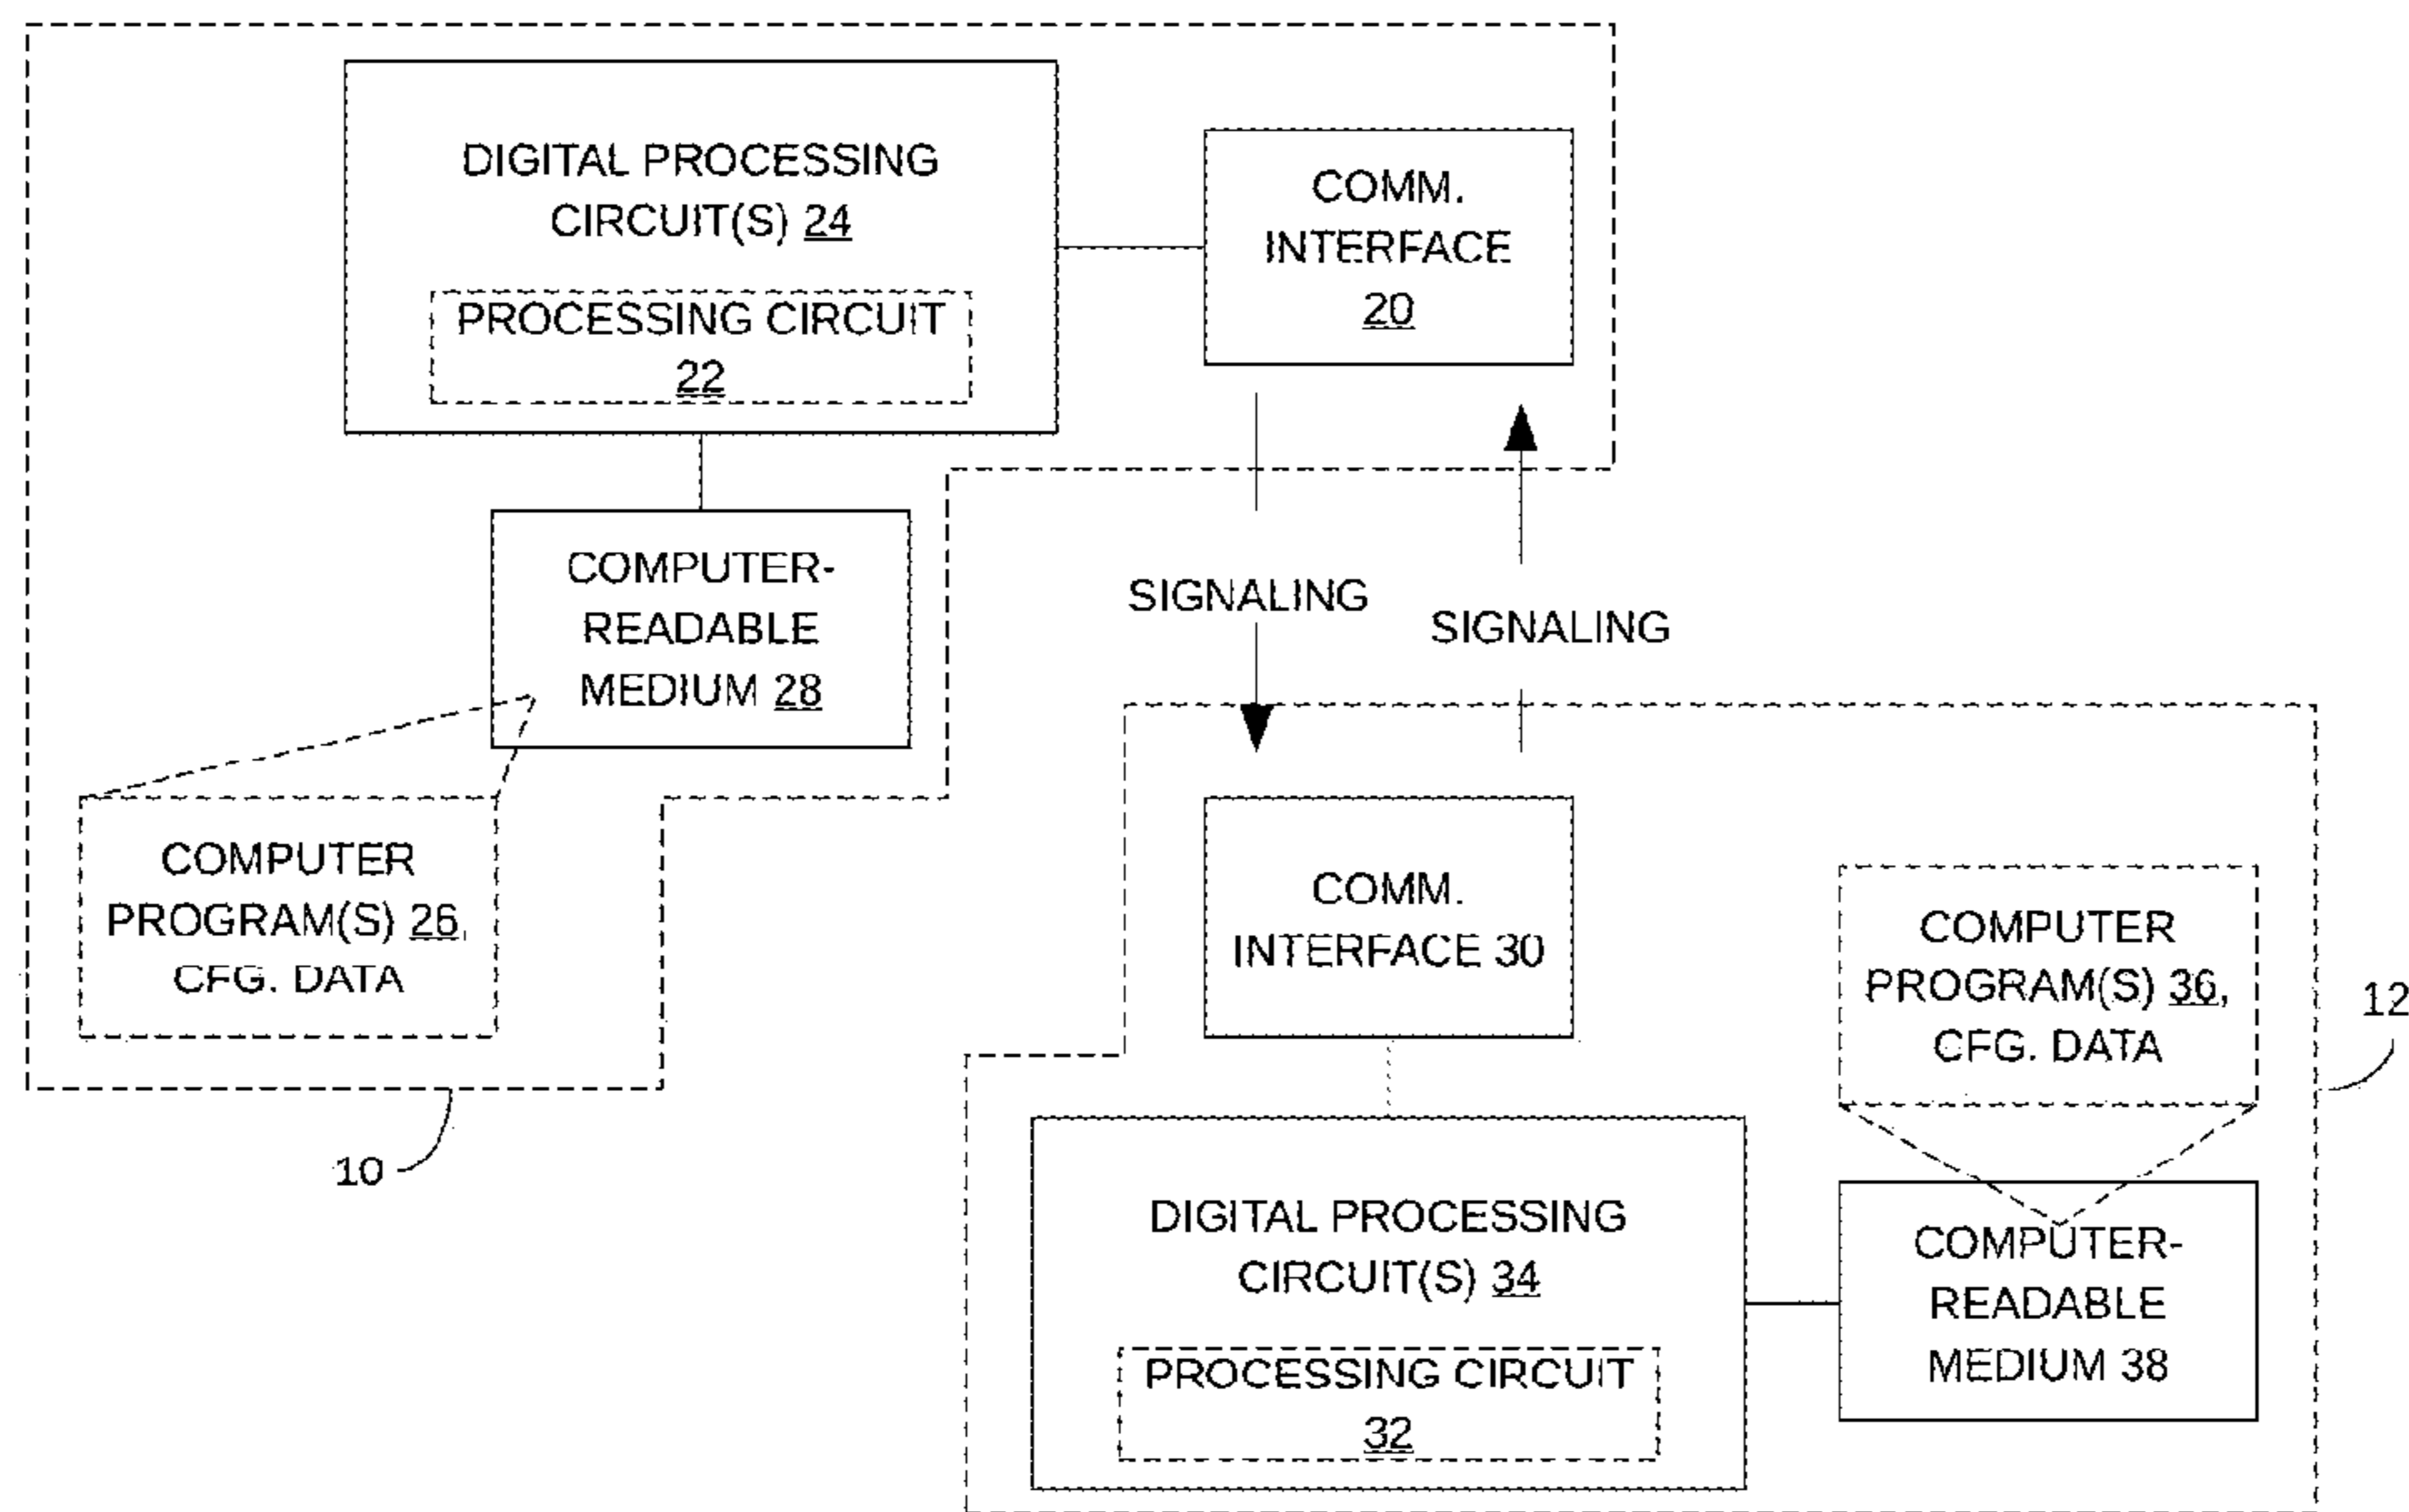 DIGITAL PROCESSING
CIRCUIT(S) 24
PROCESSING CIRCUIT
22
COMM.
INTERFACE
20
COMPUTER-
READABLE
MEDIUM 28
SIGNALING
SIGNALING
COMPUTER
PROGRAM(S) 26,
CFG. DATA
10
COMM.
INTERFACE 30
COMPUTER
PROGRAM(S) 36,
CFG. DATA
12
DIGITAL PROCESSING
CIRCUIT(S) 34
PROCESSING CIRCUIT
32
COMPUTER-
READABLE
MEDIUM 38